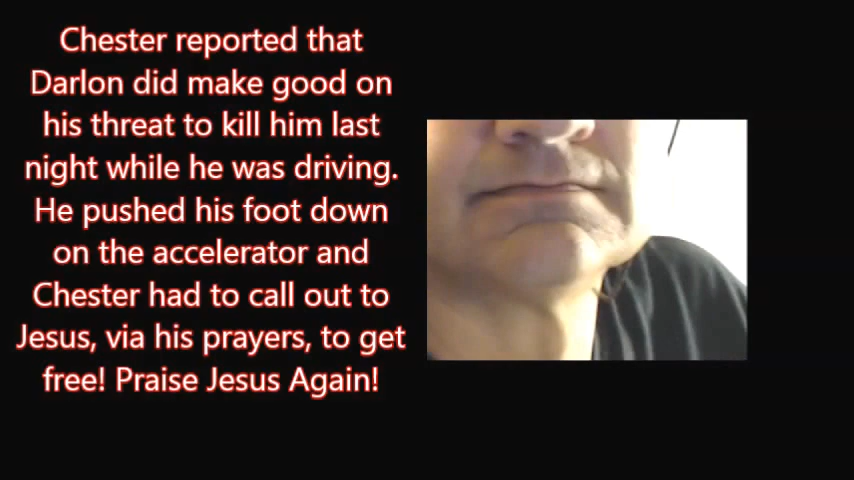 Chester reported that
Darlon did make good on
his threat to kill him last
night while he was driving.
He pushed his foot down
on the accelerator and
Chester had to call out to
Jesus, via his prayers, to get
free! Praise Jesus Again!